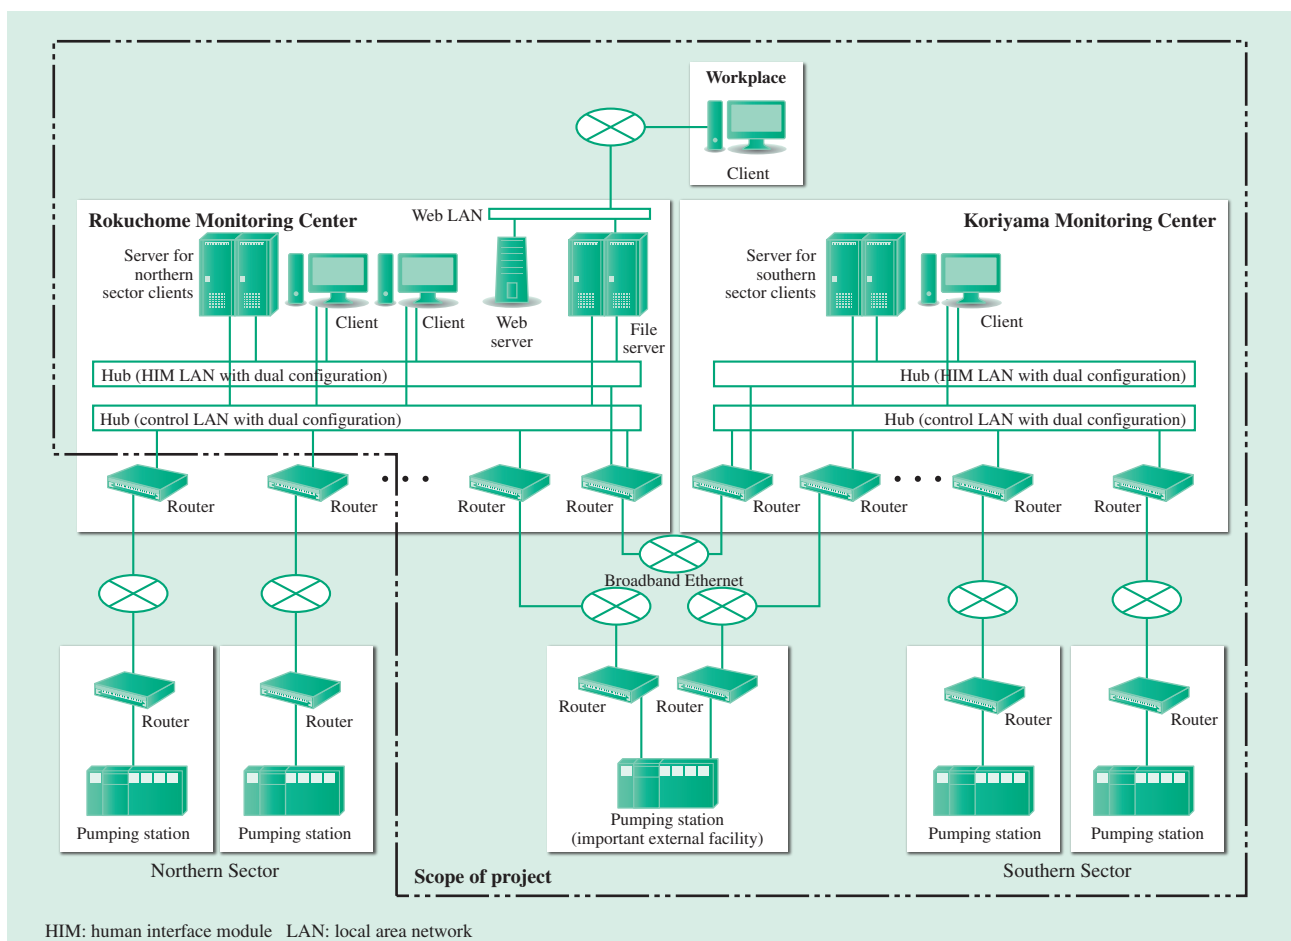 Workplace
Client
Rokuchome Monitoring Center
Web LAN
Koriyama Monitoring Center
Server for
northern
sector clients
Client
Client
Web
server
File
server
Server for
southern
sector clients
Client
Hub (HIM LAN with dual configuration)
Hub (HIM LAN with dual configuration)
Hub (control LAN with dual configuration)
Hub (control LAN with dual configuration)
Router
Router
Router
Router
Router
Router
Router
Router
Broadband Ethernet
Router
Router
Router
Router
Router
Router
Pumping station
Pumping station
Pumping station
(important external facility)
Pumping station
Pumping station
Northern Sector
Scope of project
Southern Sector
HIM: human interface module LAN: local area network